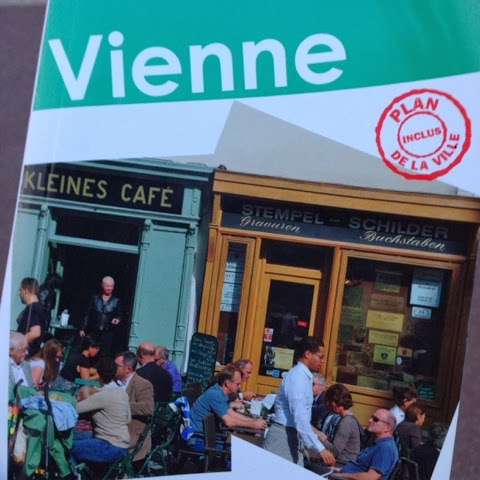 Vienne
PLAN
INCLUS
DE LA VILLE
KLEINES CAFÉ
STEMPEL - SCHILDER
Gravuren Buchstaben